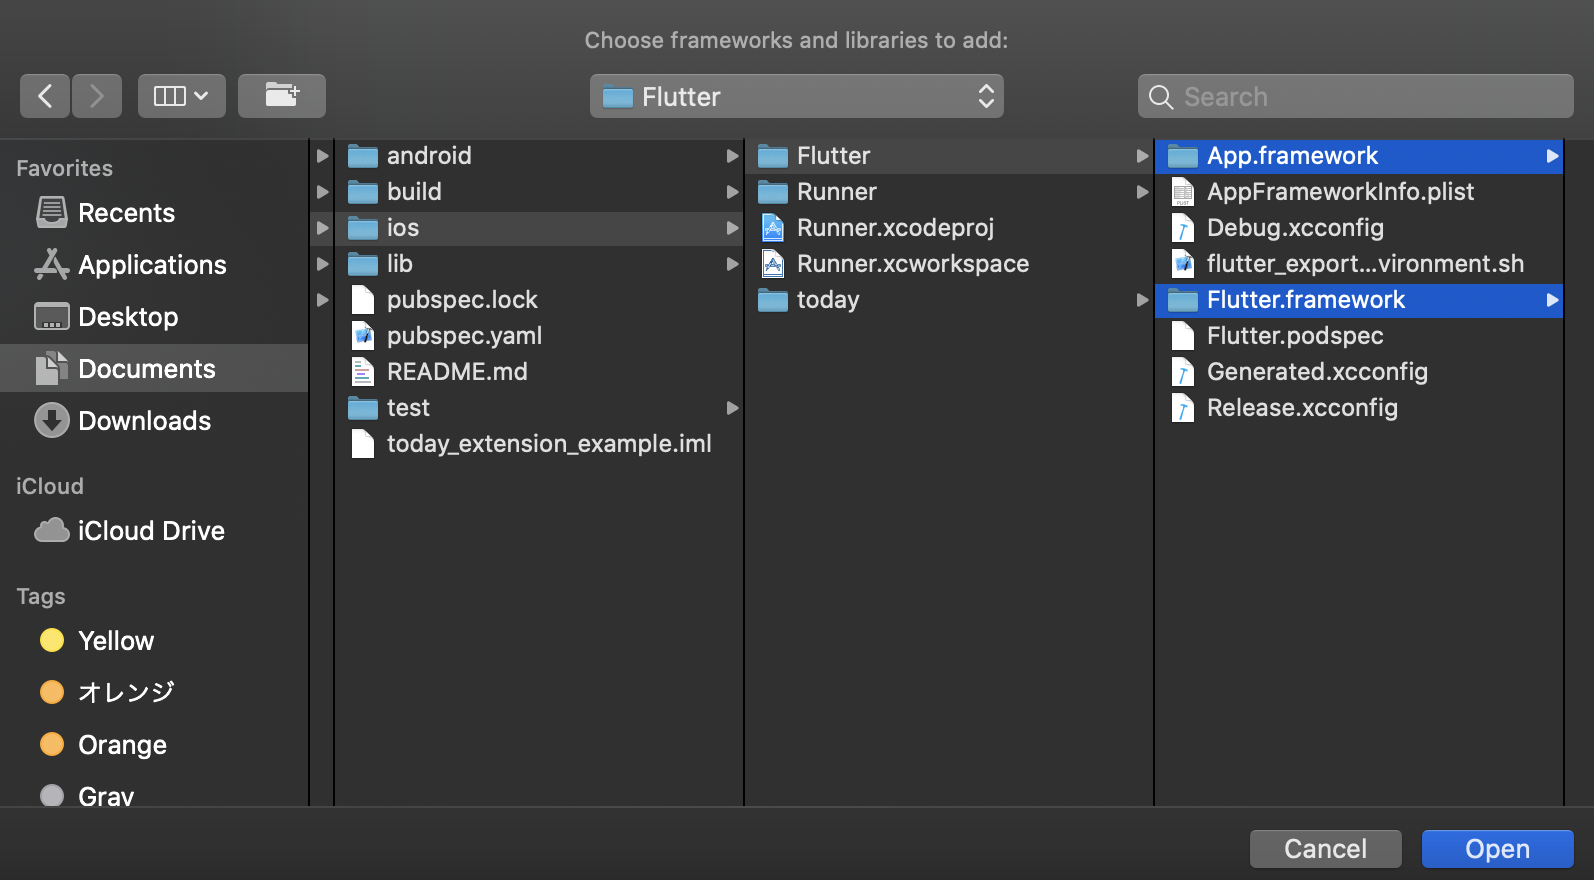 Choose frameworks and libraries to add:
Flutter
Search
Favorites
Recents
Applications
Desktop
Documents
Downloads
iCloud
iCloud Drive
Tags
Yellow
オレンジ
Orange
Gray
android
build
ios
lib
pubspec.lock
pubspec.yaml
README.md
test
today_extension_example.iml
Flutter
Runner
Runner.xcodeproj
Runner.xcworkspace
today
App.framework
AppFrameworkInfo.plist
Debug.xcconfig
flutter_export...vironment.sh
Flutter.framework
Flutter.podspec
Generated.xcconfig
Release.xcconfig
Cancel
Open